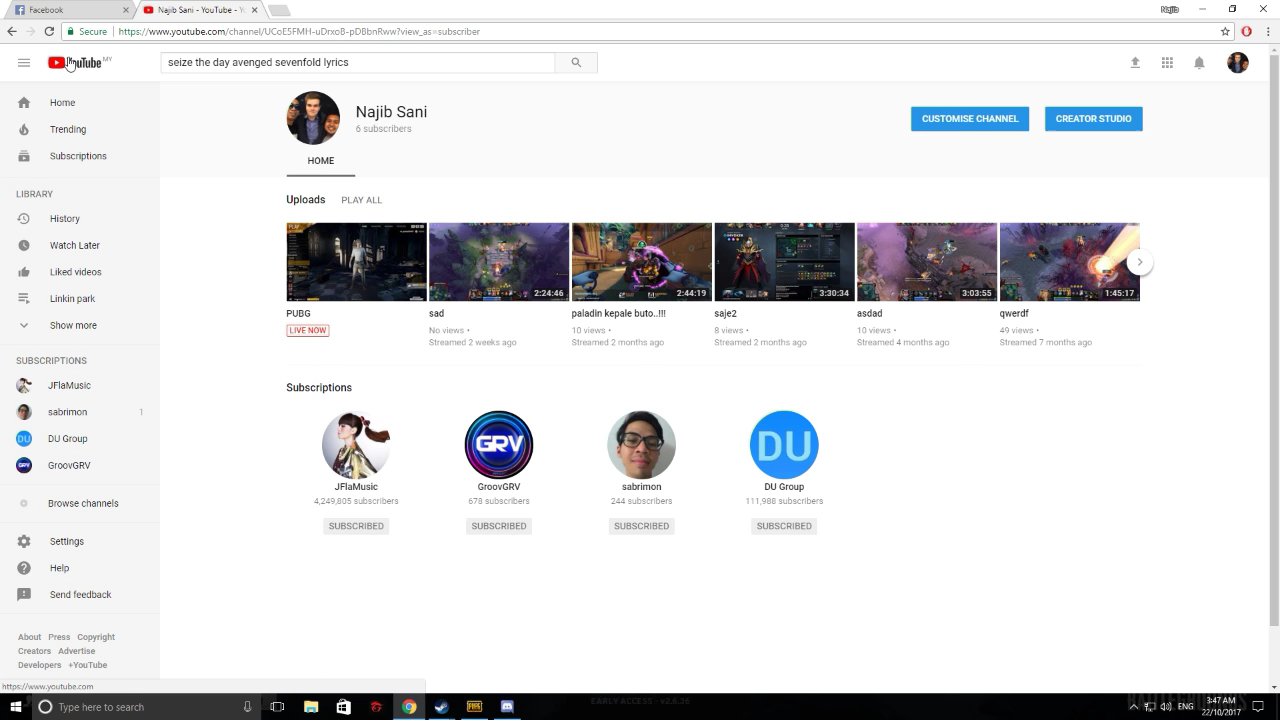 Facebook
Najib Sani - YouTube - Y
Najib
Secure
https://www.youtube.com/channel/UCoESFMH-uDrxoB-pDBbnRww?view_as=subscriber
YouTube MY
seize the day avenged sevenfold lyrics
Home
Trending
Subscriptions
LIBRARY
History
Watch Later
Liked videos
Linkin park
Show more
SUBSCRIPTIONS
JFlaMusic
sabrimon 1
DU Group
GroovGRV
Browse channels
Settings
Help
Send feedback
About Press Copyright
Creators Advertise
Developers +YouTube
https://www.youtube.com
Najib Sani
6 subscribers
CUSTOMISE CHANNEL
CREATOR STUDIO
HOME
Uploads PLAY ALL
PUBG
LIVE NOW
2:24:46
sad
No views •
Streamed 2 weeks ago
2:44:19
paladin kepale buto..!!!
10 views •
Streamed 2 months ago
3:30:34
saje2
8 views •
Streamed 2 months ago
3:03:55
asdad
10 views •
Streamed 4 months ago
1:45:17
qwerdf
49 views •
Streamed 7 months ago
Subscriptions
JFlaMusic
4,249,805 subscribers
SUBSCRIBED
GRV
GroovGRV
678 subscribers
SUBSCRIBED
sabrimon
244 subscribers
SUBSCRIBED
DU
DU Group
111,988 subscribers
SUBSCRIBED
Type here to search
EARLY ACCESS - v2.6.26
ENG
3:47 AM
22/10/2017